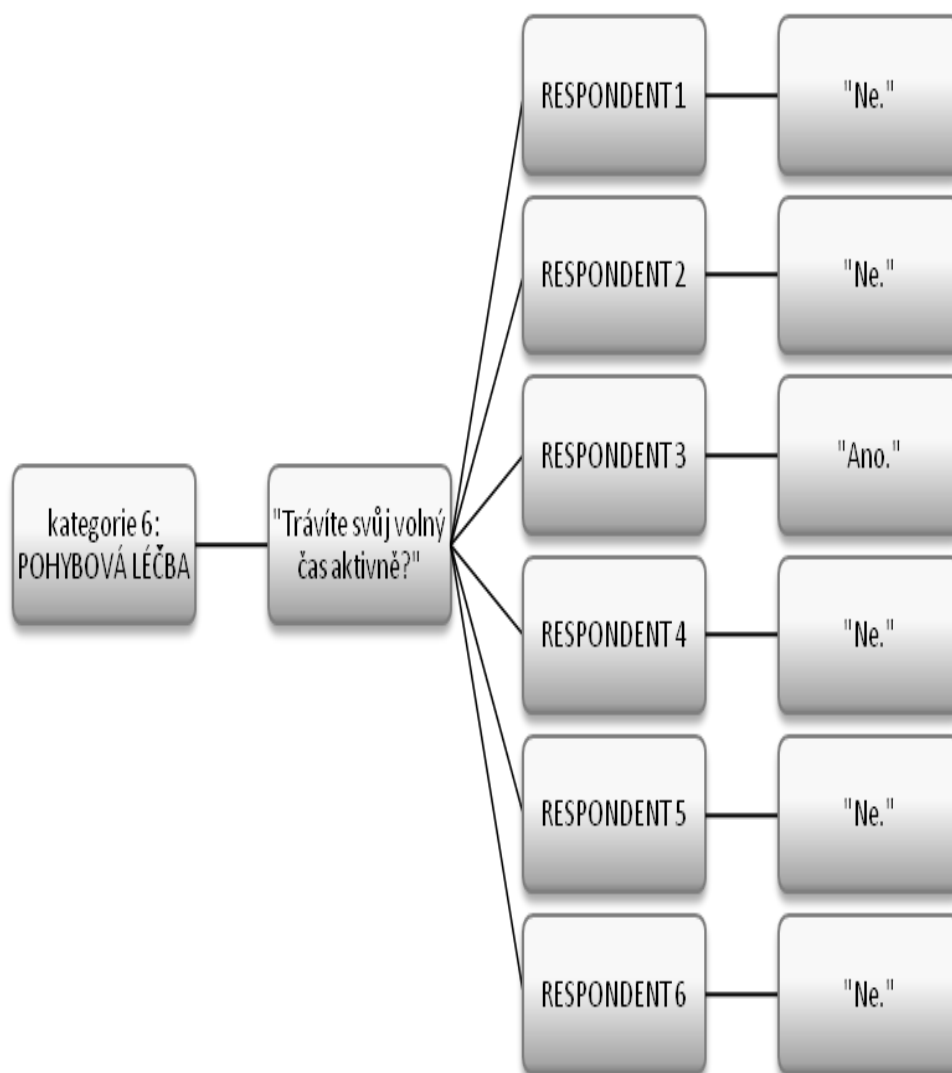 kategorie 6:
POHYBOVÁ LÉČBA
"Trávíte svůj volný
čas aktivně?"
RESPONDENT 1
"Ne."
RESPONDENT 2
"Ne."
RESPONDENT 3
"Ano."
RESPONDENT 4
"Ne."
RESPONDENT 5
"Ne."
RESPONDENT 6
"Ne."